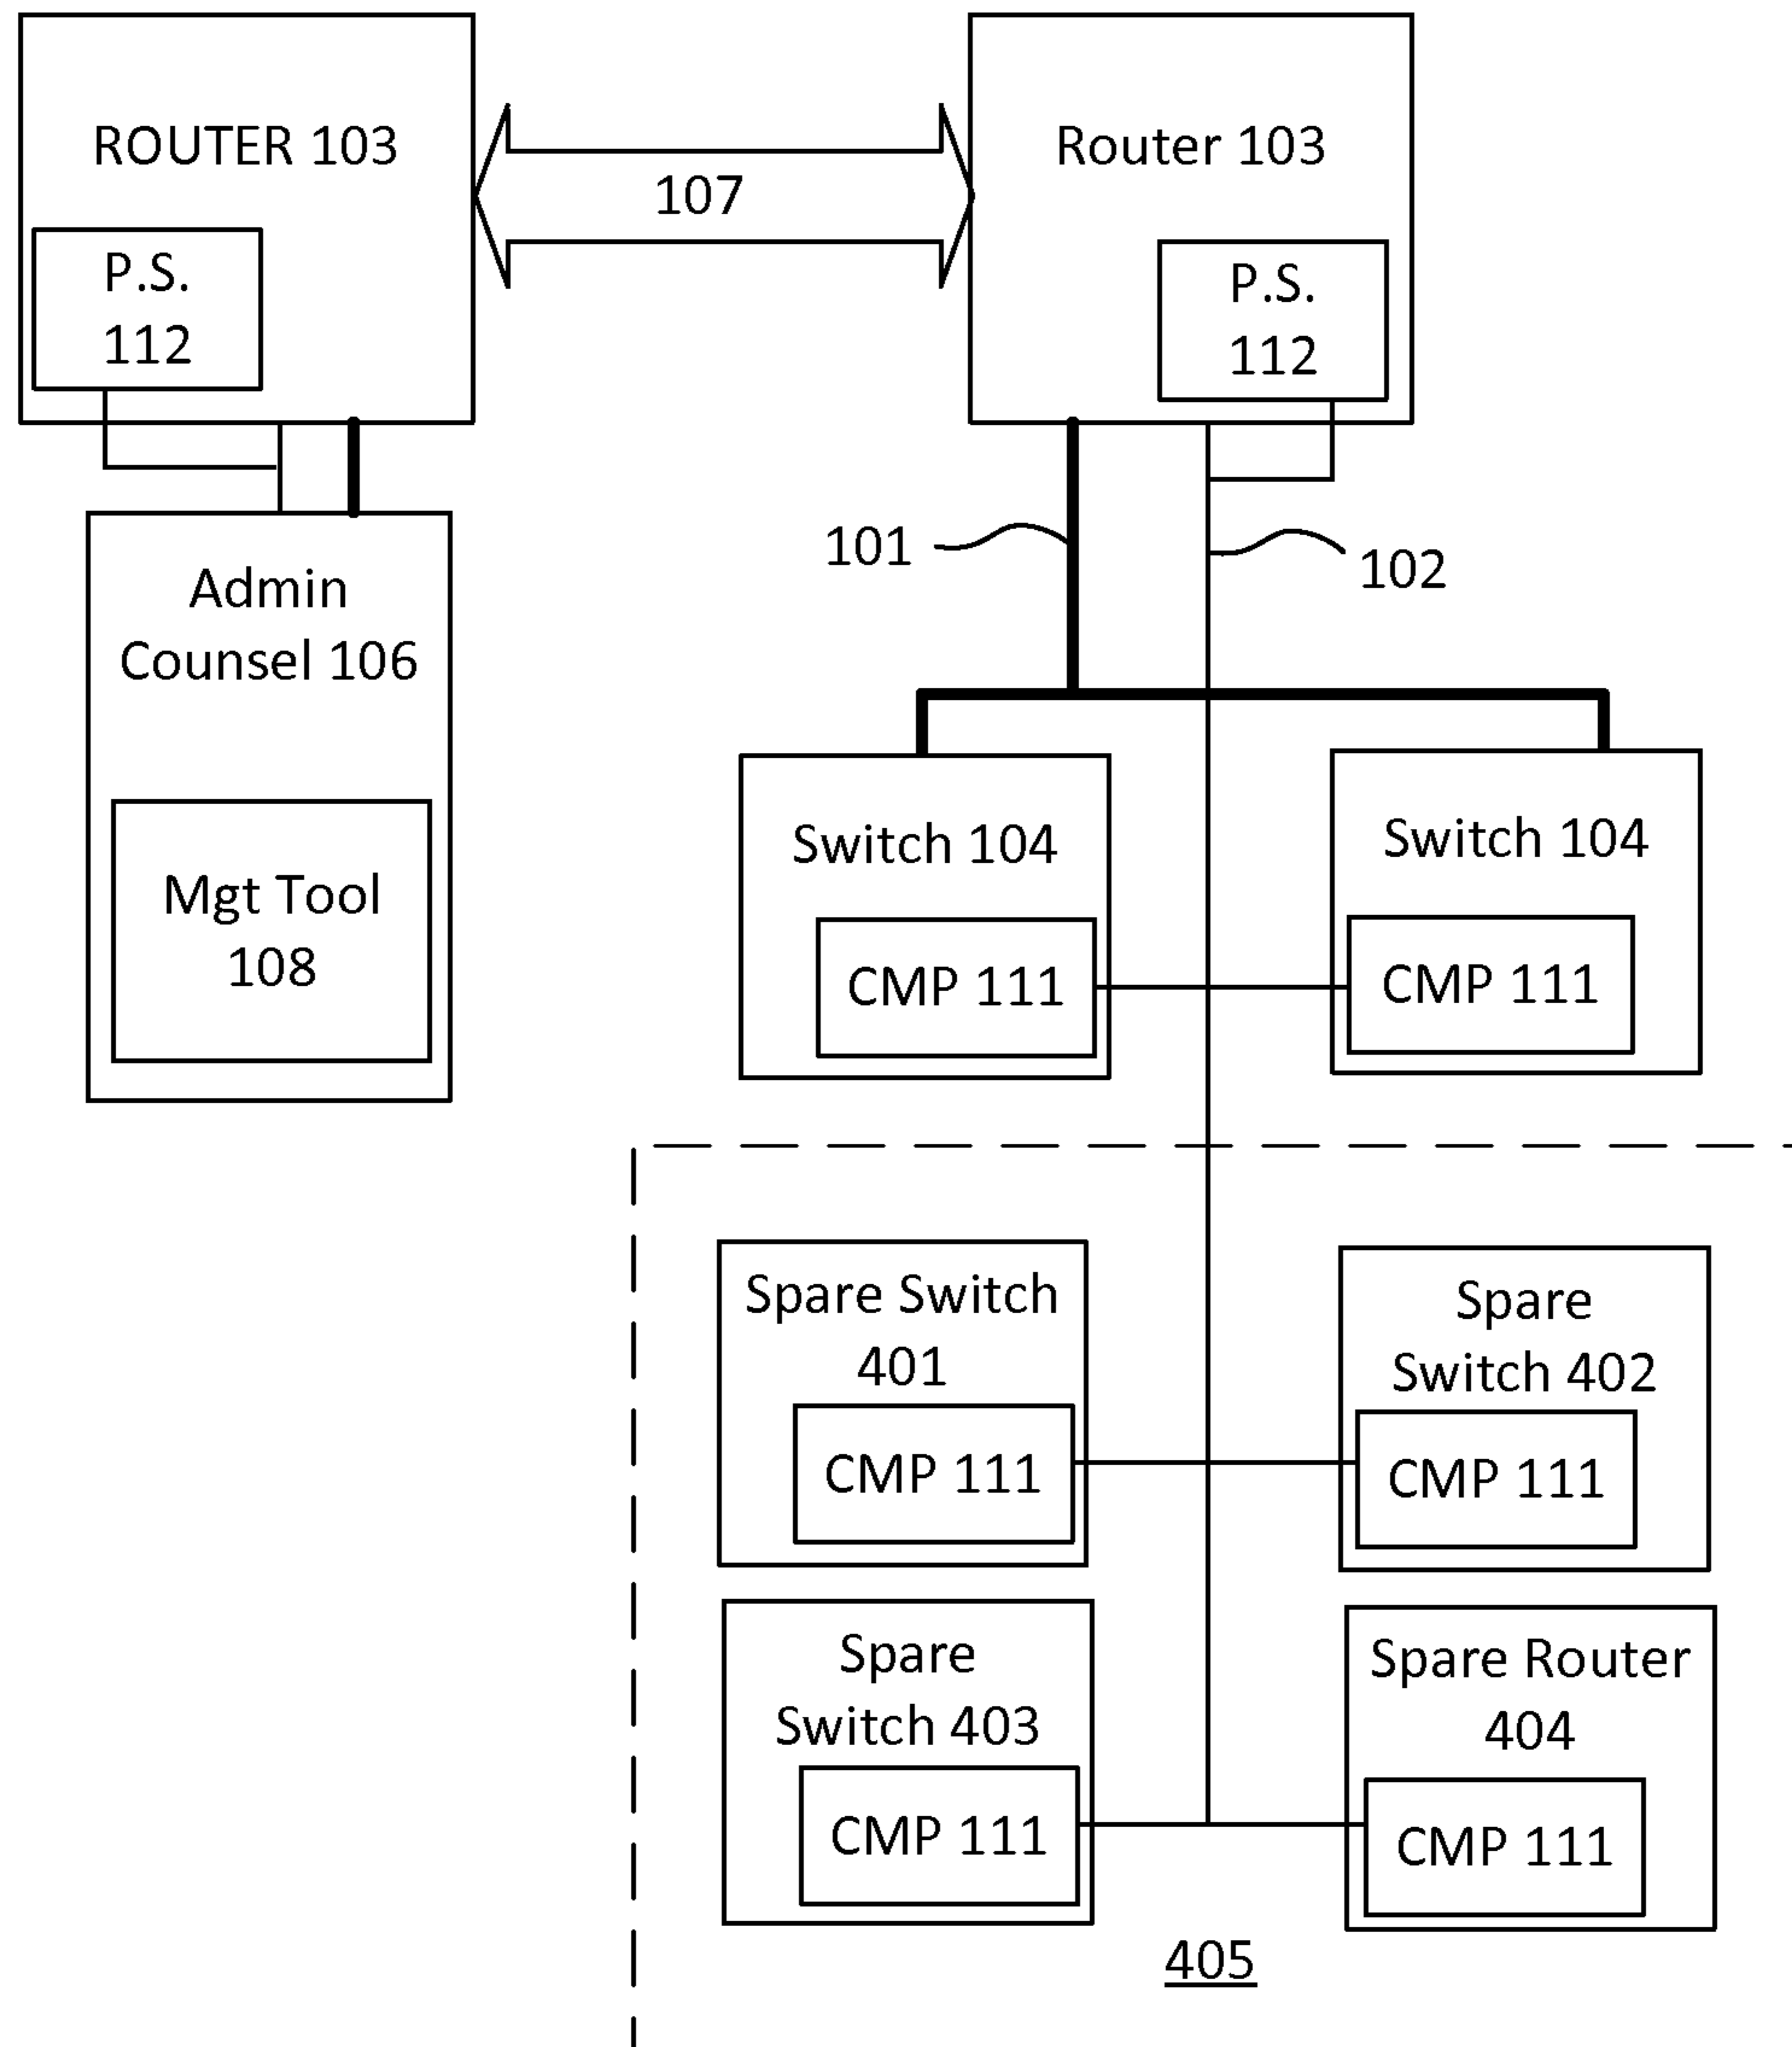 ROUTER 103
P.S.
112
107
Router 103
P.S.
112
101
102
Admin
Counsel 106
Mgt Tool
108
Switch 104
CMP 111
Switch 104
CMP 111
Spare Switch
401
CMP 111
Spare
Switch 402
CMP 111
Spare
Switch 403
CMP 111
Spare Router
404
CMP 111
405